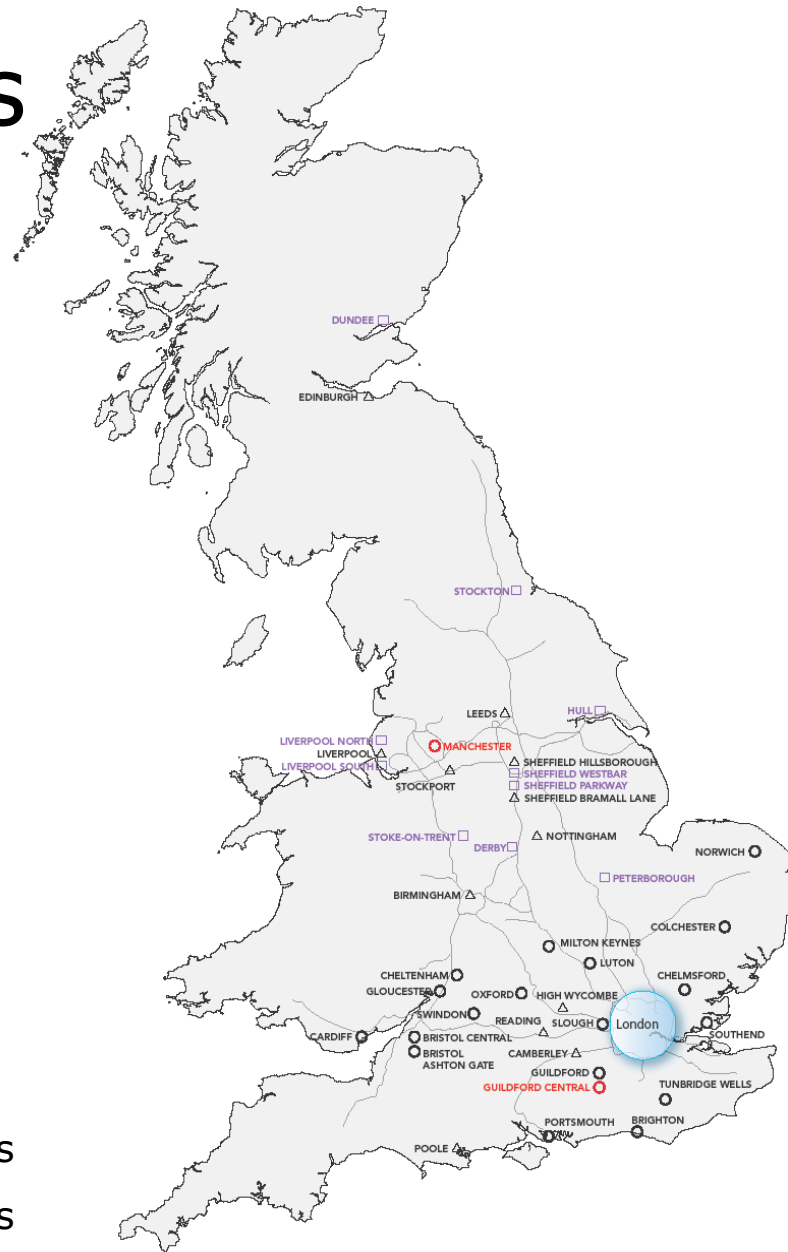 s
DUNDEE
EDINBURGH
STOCKTON
HULL
LEEDS
LIVERPOOL NORTH
MANCHESTER
LIVERPOOL
SHEFFIELD HILLSBOROUGH
LIVERPOOL SOUTH
SHEFFIELD WESTBAR
STOCKPORT
SHEFFIELD PARKWAY
SHEFFIELD BRAMALL LANE
STOKE-ON-TRENT
NOTTINGHAM
DERBY
NORWICH
PETERBOROUGH
BIRMINGHAM
COLCHESTER
MILTON KEYNES
LUTON
CHELTENHAM
CHELMSFORD
GLOUCESTER
OXFORD
HIGH WYCOMBE
SWINDON
READING
SLOUGH
London
SOUTHEND
CARDIFF
BRISTOL CENTRAL
BRISTOL
ASHTON GATE
CAMBERLEY
GUILDFORD
GUILDFORD CENTRAL
TUNBRIDGE WELLS
PORTSMOUTH
BRIGHTON
POOLE
s
s